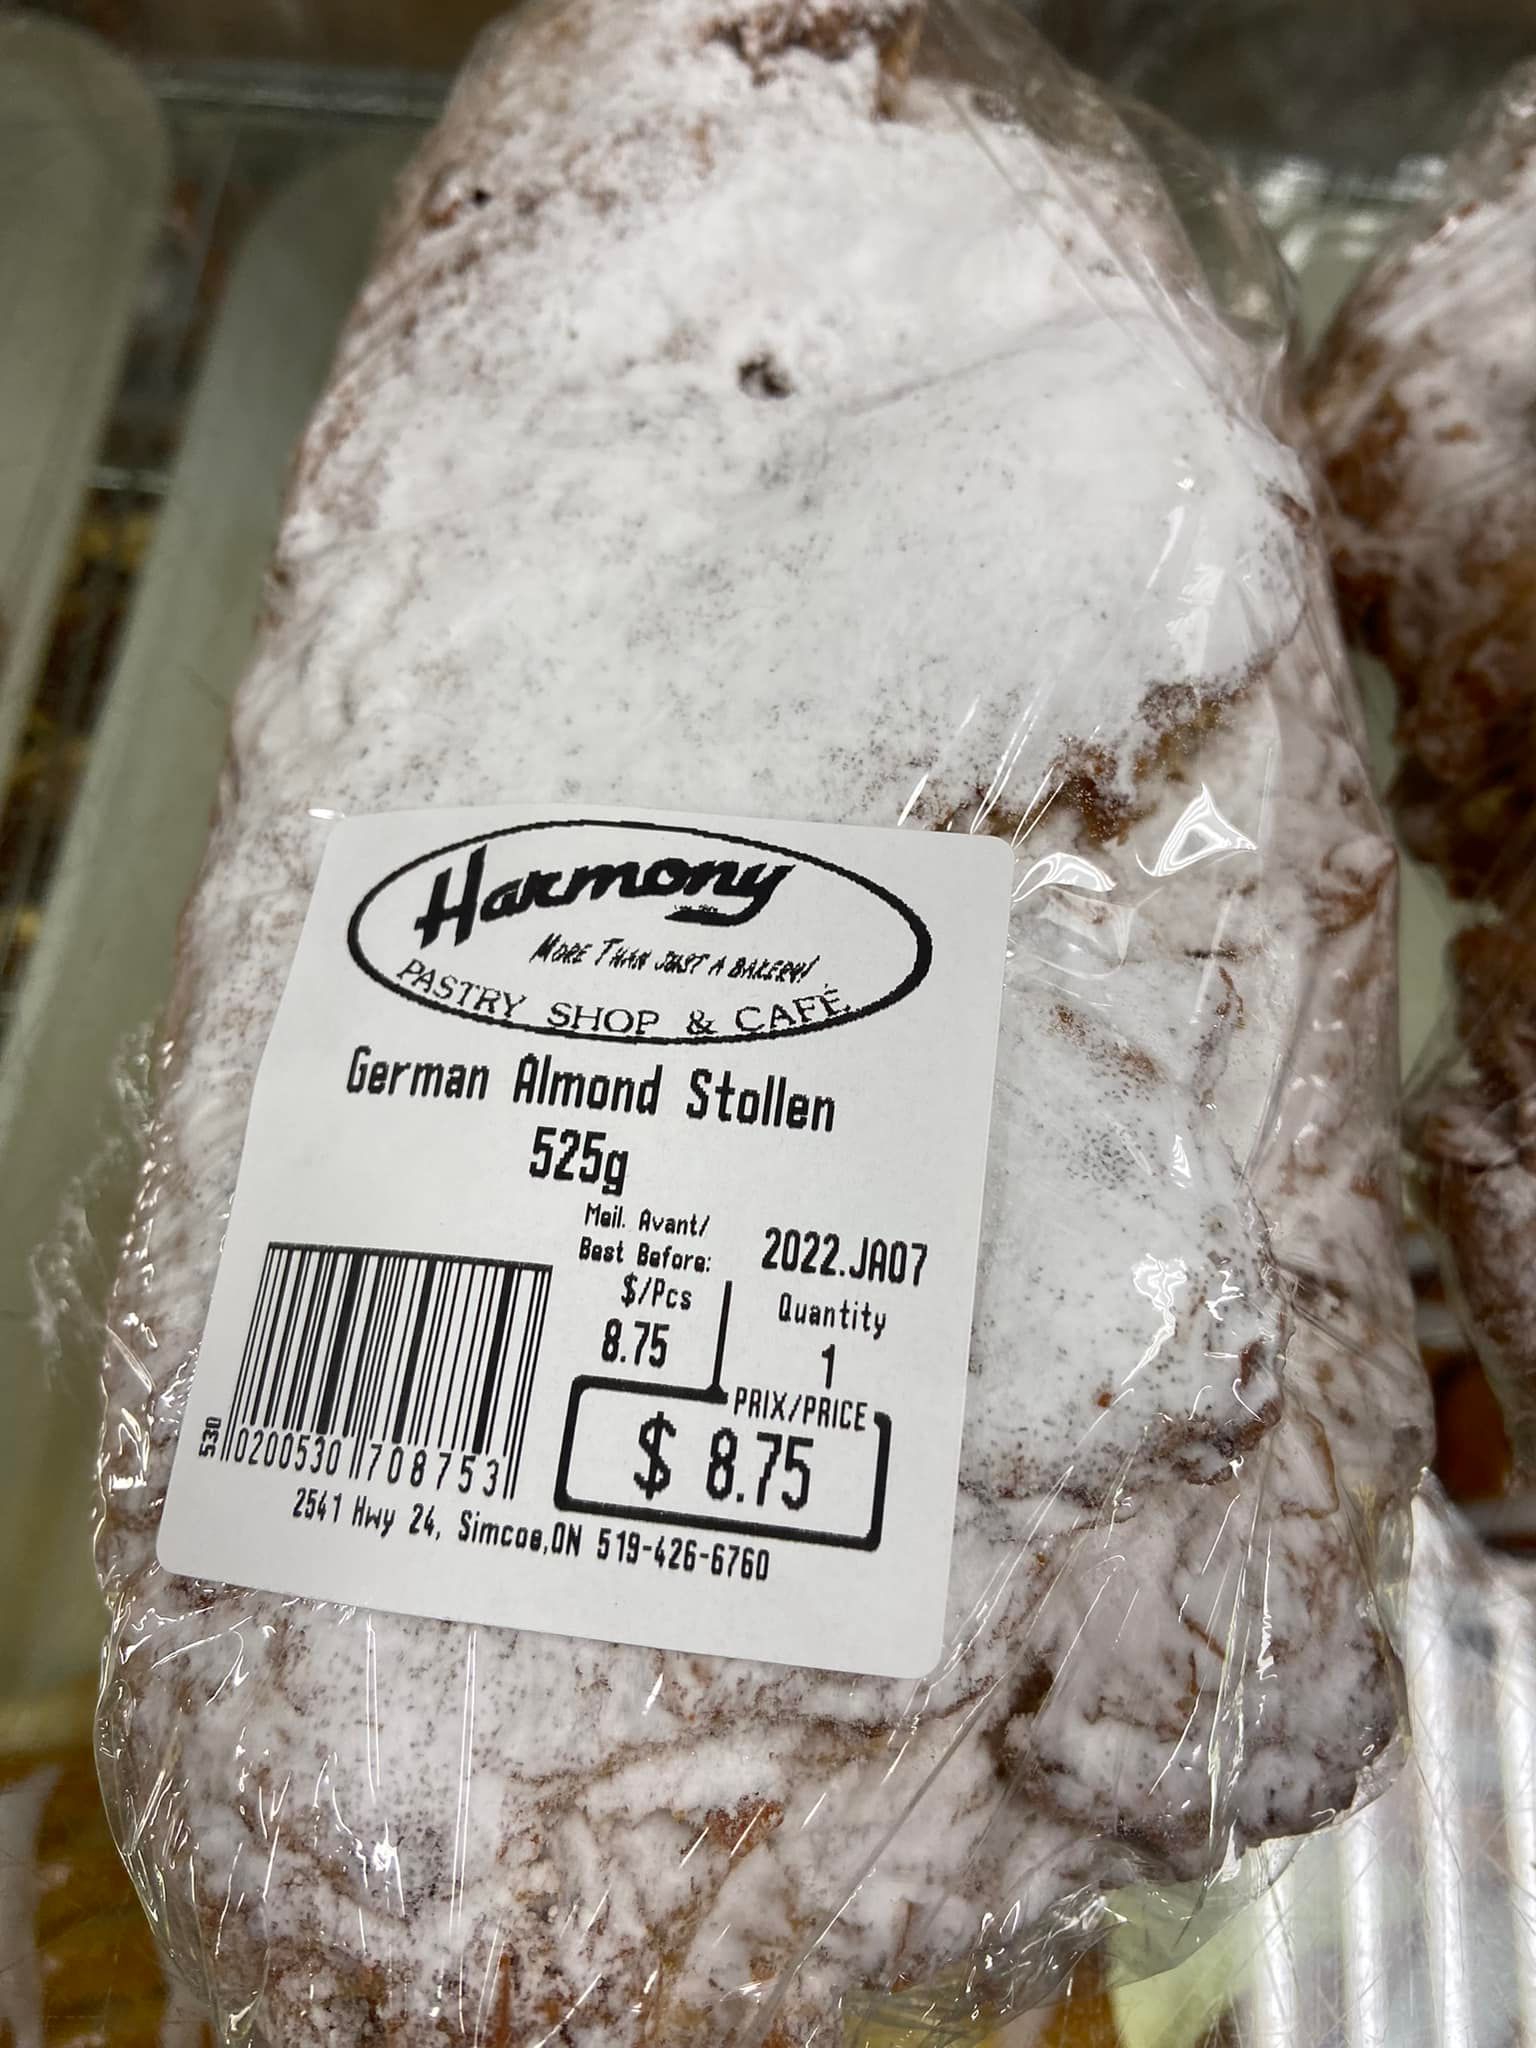 Harmony
MORE THAN JUST A BAKERY!
PASTRY SHOP & CAFÉ
German Almond Stollen
525g
Meil. Avant/
Best Before: 2022.JA07
$/Pcs Quantity
8.75 1
PRIX/PRICE
$ 8.75
530
0200530 708753
2541 Hwy 24, Simcoe,ON 519-426-6760